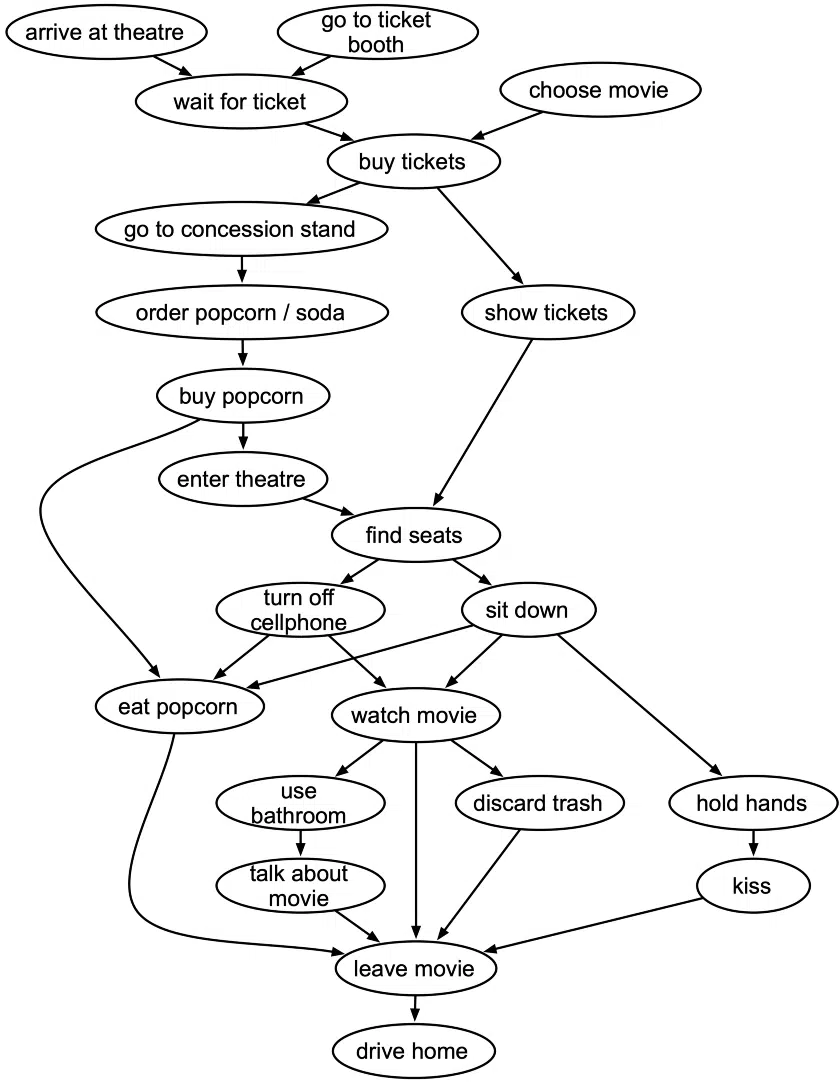 arrive at theatre
go to ticket
booth
wait for ticket
choose movie
buy tickets
go to concession stand
order popcorn / soda
show tickets
buy popcorn
enter theatre
find seats
turn off
cellphone
sit down
eat popcorn
watch movie
use
bathroom
discard trash
hold hands
talk about
movie
kiss
leave movie
drive home